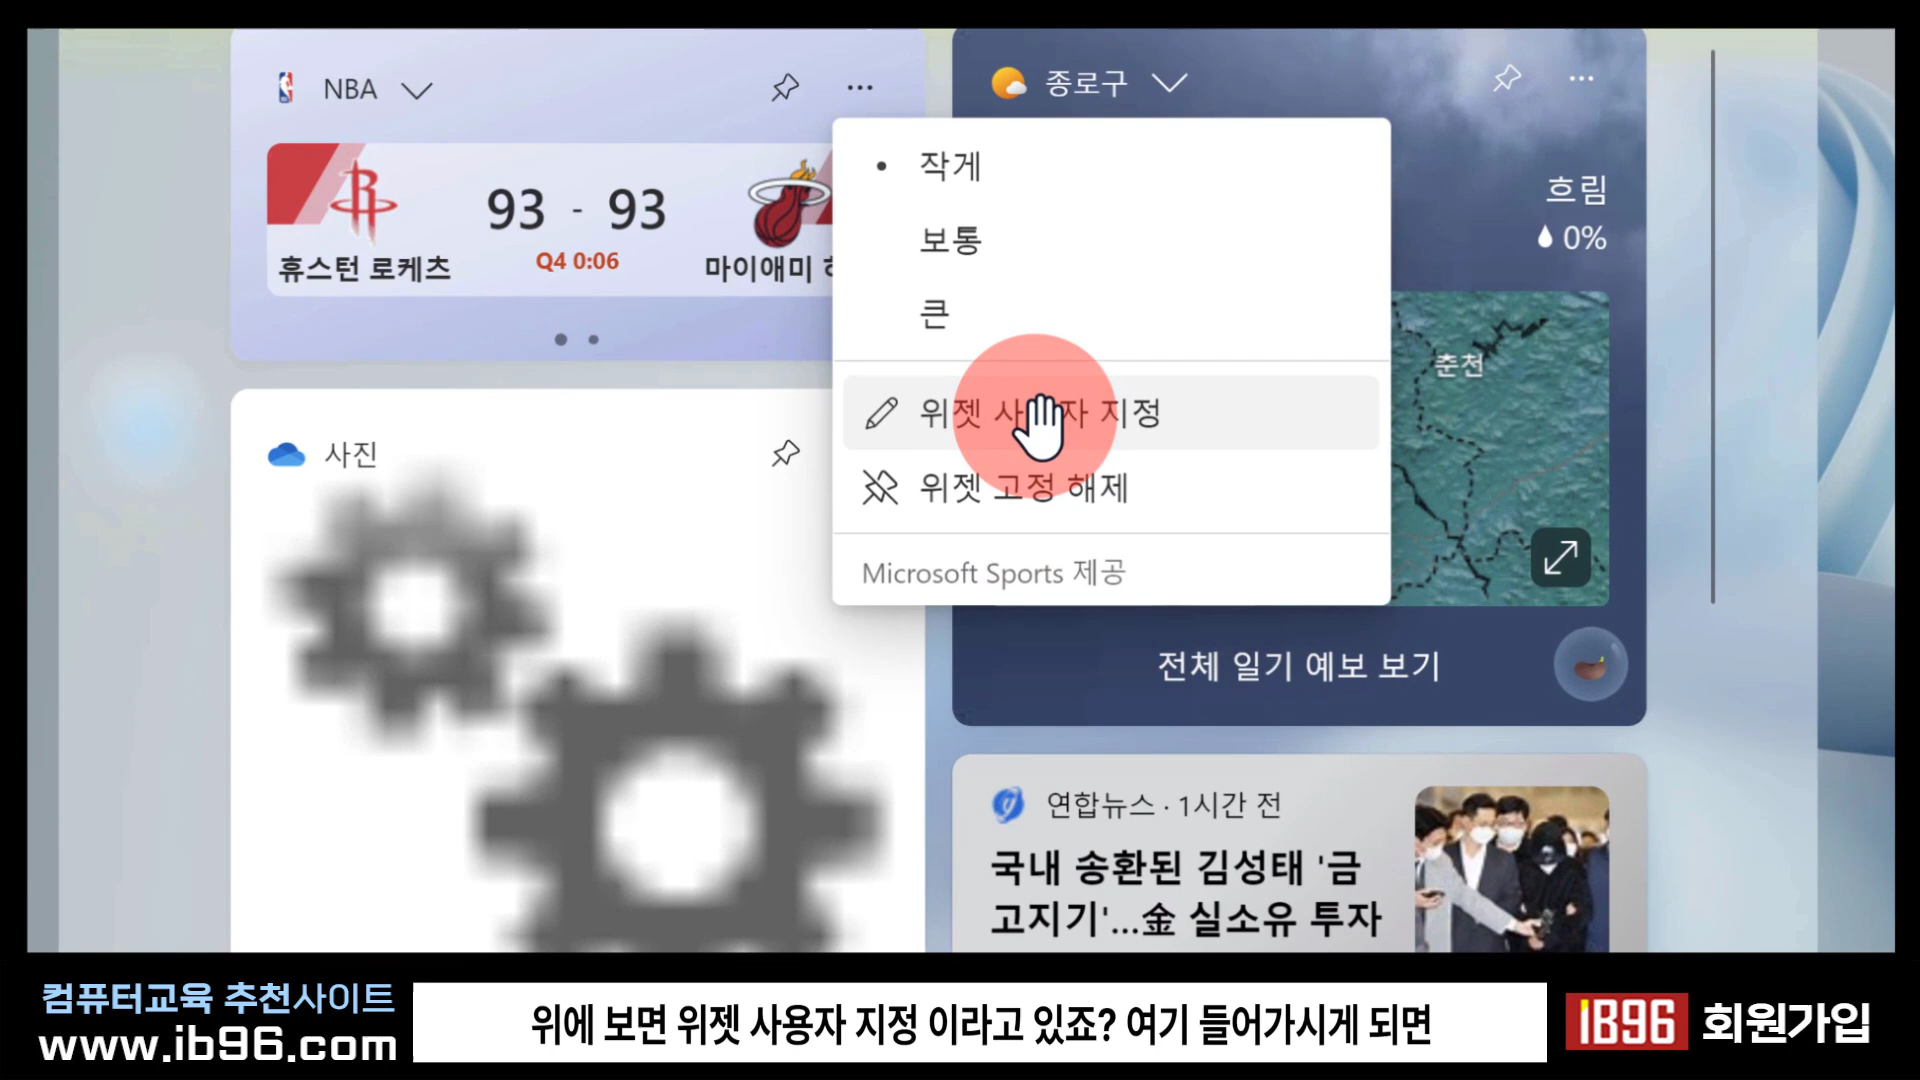 NBA
93 - 93
Q4 0:06
휴스턴 로케츠
마이애미
종로구
흐림
0%
작게
보통
큰
위젯 사용자 지정
위젯 고정 해제
Microsoft Sports 제공
춘천
전체 일기 예보 보기
사진
연합뉴스 · 1시간 전
국내 송환된 김성태 '금
고지기'...金 실소유 투자
컴퓨터교육 추천사이트
www.ib96.com
위에 보면 위젯 사용자 지정 이라고 있죠? 여기 들어가시게 되면
IB96 회원가입